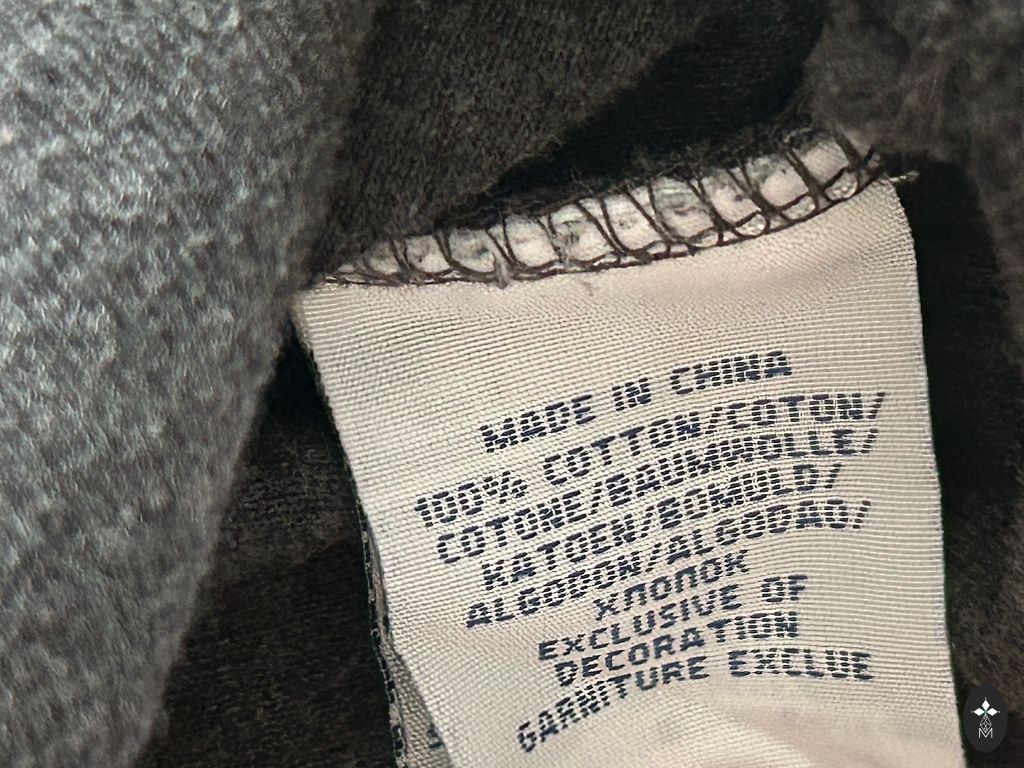 MADE IN CHINA
100% COTTON/COTON/
COTONE/BAUMWOLLE/
KATOEN/BOMULD/
ALGODON/ALGODAO/
ХЛОПОК
EXCLUSIVE OF
DECORATION
GARNITURE EXCLUE
M